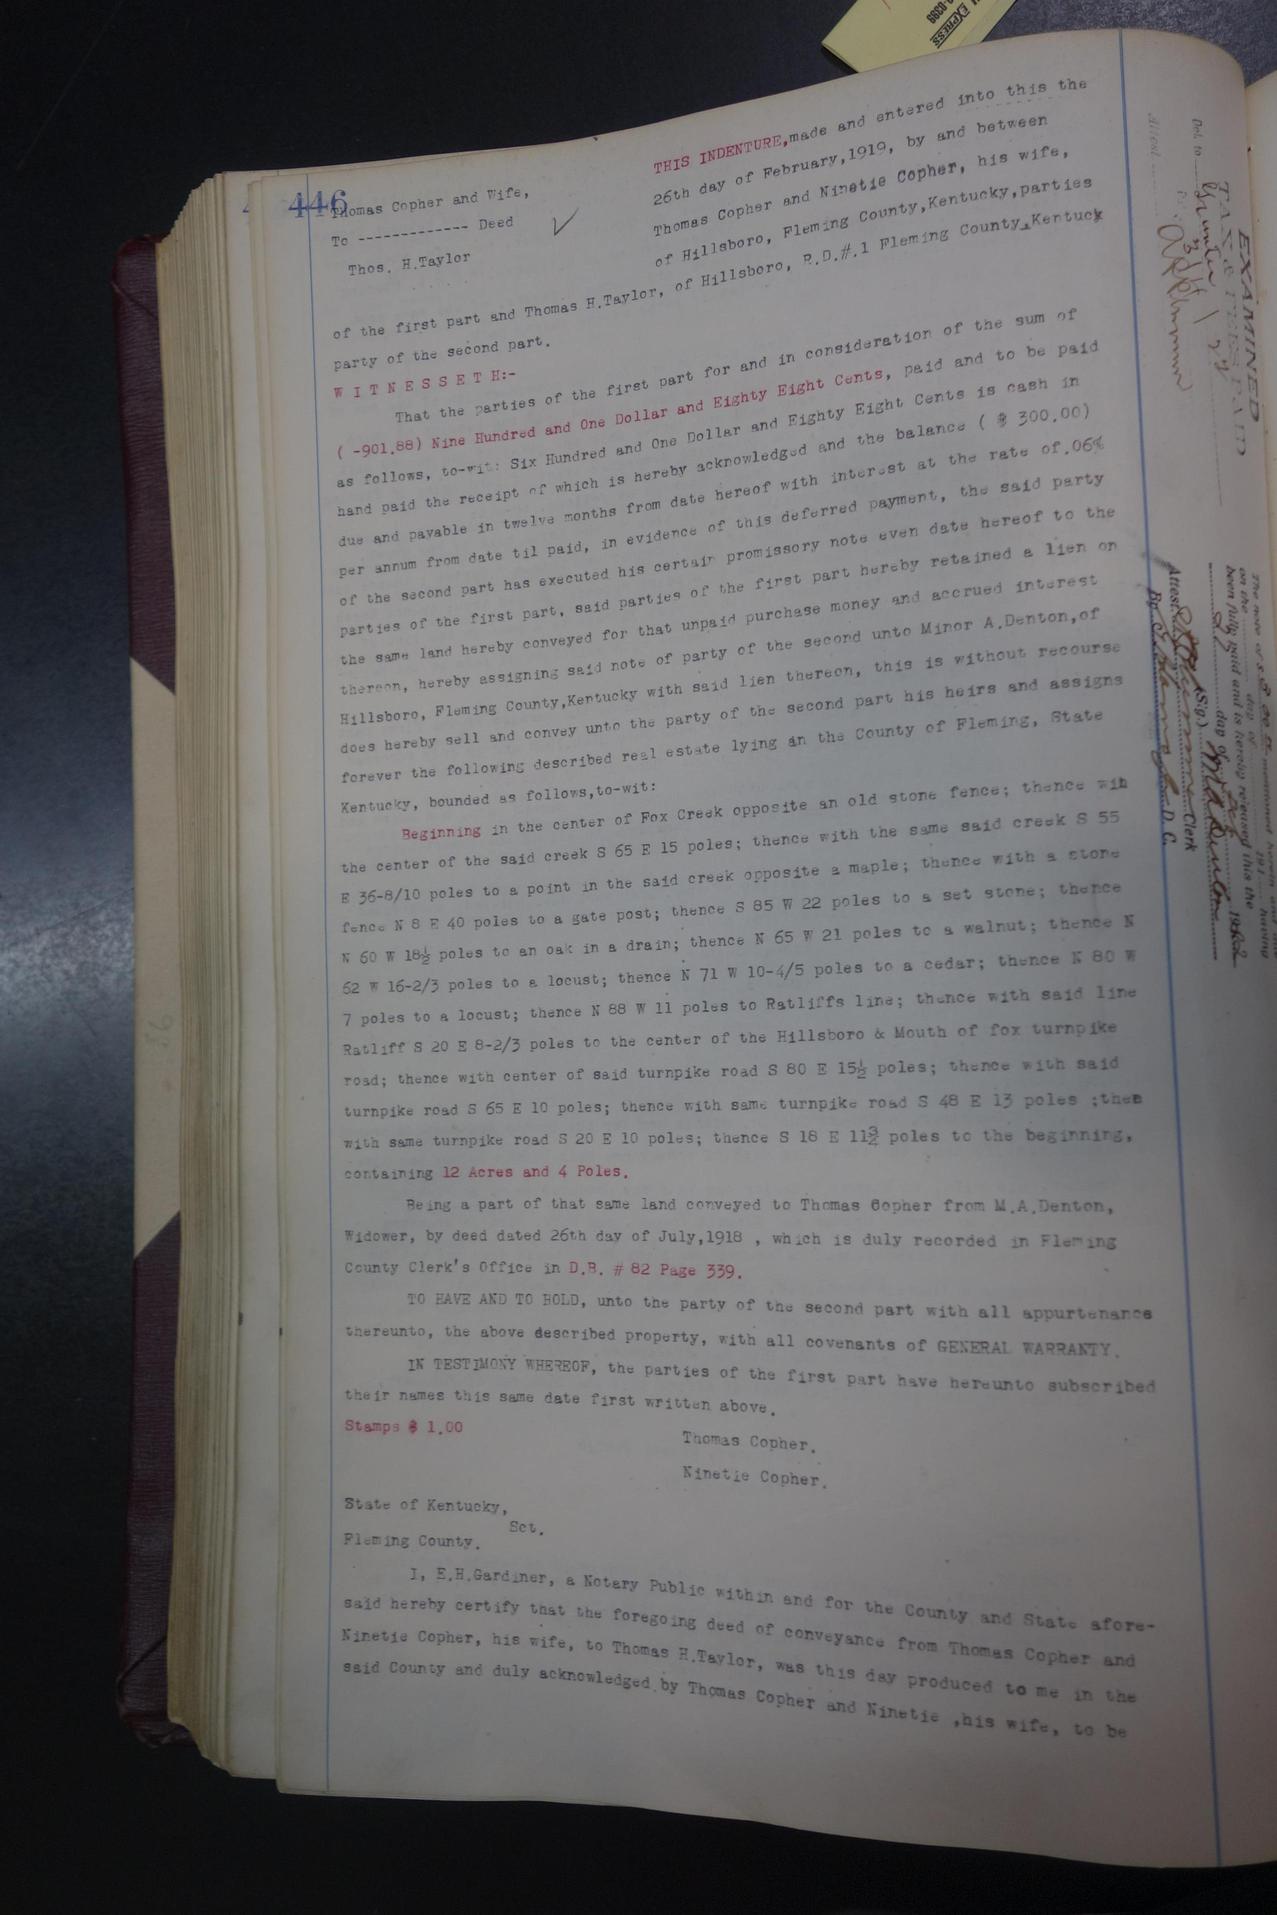 446
Thomas Copher and Wife,
To ------------- Deed
Thos. H.Taylor
THIS INDENTURE,made and entered into this the
26th day of February,1919, by and between
Thomas Copher and Ninetie Copher, his wife,
of Hillsboro, Fleming County,Kentucky,parties
of the first part and Thomas H.Taylor, of Hillsboro, R.D.#.1 Fleming County,Kentucky
party of the second part.
W I T N E S S E T H:-
That the parties of the first part for and in consideration of the sum of
( -901.88) Nine Hundred and One Dollar and Eighty Eight Cents, paid and to be paid
as follows, to-wit: Six Hundred and One Dollar and Eighty Eight Cents is cash in
hand paid the receipt of which is hereby acknowledged and the balance ( $ 300.00)
due and payable in twelve months from date hereof with interest at the rate of.06%
per annum from date til paid, in evidence of this deferred payment, the said party
of the second part has executed his certain promissory note even date hereof to the
parties of the first part, said parties of the first part hereby retained a lien on
the same land hereby conveyed for that unpaid purchase money and accrued interest
thereon, hereby assigning said note of party of the second unto Minor A.Denton,of
Hillsboro, Fleming County,Kentucky with said lien thereon, this is without recourse
does hereby sell and convey unto the party of the second part his heirs and assigns
forever the following described real estate lying in the County of Fleming, State
Kentucky, bounded as follows,to-wit:
Beginning in the center of Fox Creek opposite an old stone fence; thence wih
the center of the said creek S 65 E 15 poles; thence with the same said creek S 55
E 36-8/10 poles to a point in the said creek opposite a maple; thence with a stone
fence N 8 E 40 poles to a gate post; thence S 85 W 22 poles to a set stone; thence
N 60 W 18½ poles to an oak in a drain; thence N 65 W 21 poles to a walnut; thence N
62 W 16-2/3 poles to a locust; thence N 71 W 10-4/5 poles to a cedar; thence N 80 W
7 poles to a locust; thence N 88 W 11 poles to Ratliffs line; thence with said line
Ratliff S 20 E 8-2/3 poles to the center of the Hillsboro & Mouth of fox turnpike
road; thence with center of said turnpike road S 80 E 15½ poles; thence with said
turnpike road S 65 E 10 poles; thence with same turnpike road S 48 E 13 poles ;then
with same turnpike road S 20 E 10 poles; thence S 18 E 11 poles to the beginning,
containing 12 Acres and 4 Poles.
Being a part of that same land conveyed to Thomas Copher from M.A.Denton,
Widower, by deed dated 26th day of July,1918 , which is duly recorded in Fleming
County Clerk's Office in D.B. # 82 Page 339.
TO HAVE AND TO HOLD, unto the party of the second part with all appurtenance
thereunto, the above described property, with all covenants of GENERAL WARRANTY.
IN TESTIMONY WHEREOF, the parties of the first part have hereunto subscribed
their names this same date first written above.
Stamps $ 1.00
Thomas Copher.
Ninetie Copher.
State of Kentucky,
Sct.
Fleming County.
I, E.H.Gardiner, a Notary Public within and for the County and State afore-
said hereby certify that the foregoing deed of conveyance from Thomas Copher and
Ninetie Copher, his wife, to Thomas H.Taylor, was this day produced to me in the
said County and duly acknowledged by Thomas Copher and Ninetie ,his wife, to be
EXAMINED
TAX & FEES PAID
Del. to
Attest
been fully paid and is hereby released this the
day of
(Sig.)
Attest
Clerk
By
D. C.
EXPRESS